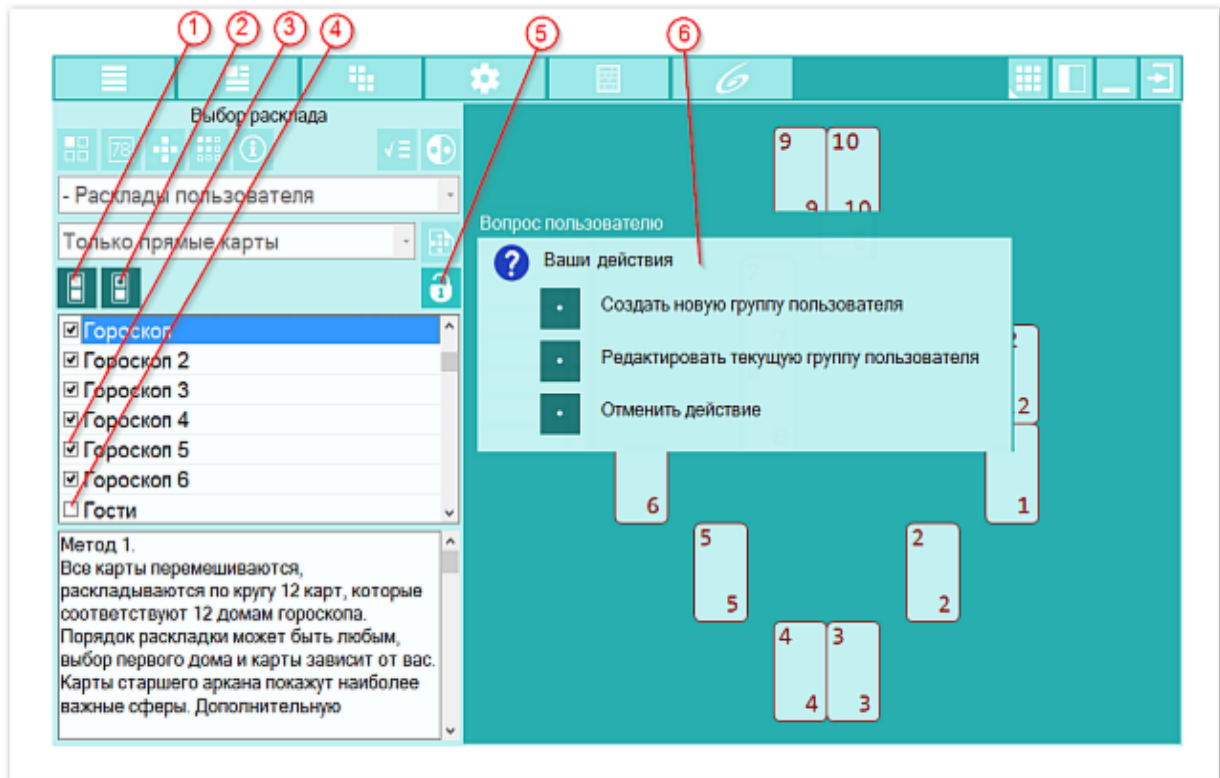 1 2 3 4 5 6
Выбор расклада
78
- Расклады пользователя
Только прямые карты
1
Гороскоп
Гороскоп 2
Гороскоп 3
Гороскоп 4
Гороскоп 5
Гороскоп 6
Гости
Метод 1.
Все карты перемешиваются,
раскладываются по кругу 12 карт, которые
соответствуют 12 домам гороскопа.
Порядок раскладки может быть любым,
выбор первого дома и карты зависит от вас.
Карты старшего аркана покажут наиболее
важные сферы. Дополнительную
9 10
9 10
Вопрос пользователю
? Ваши действия
Создать новую группу пользователя
Редактировать текущую группу пользователя
Отменить действие
2
2
6
1
5
5
2
2
4 3
4 3